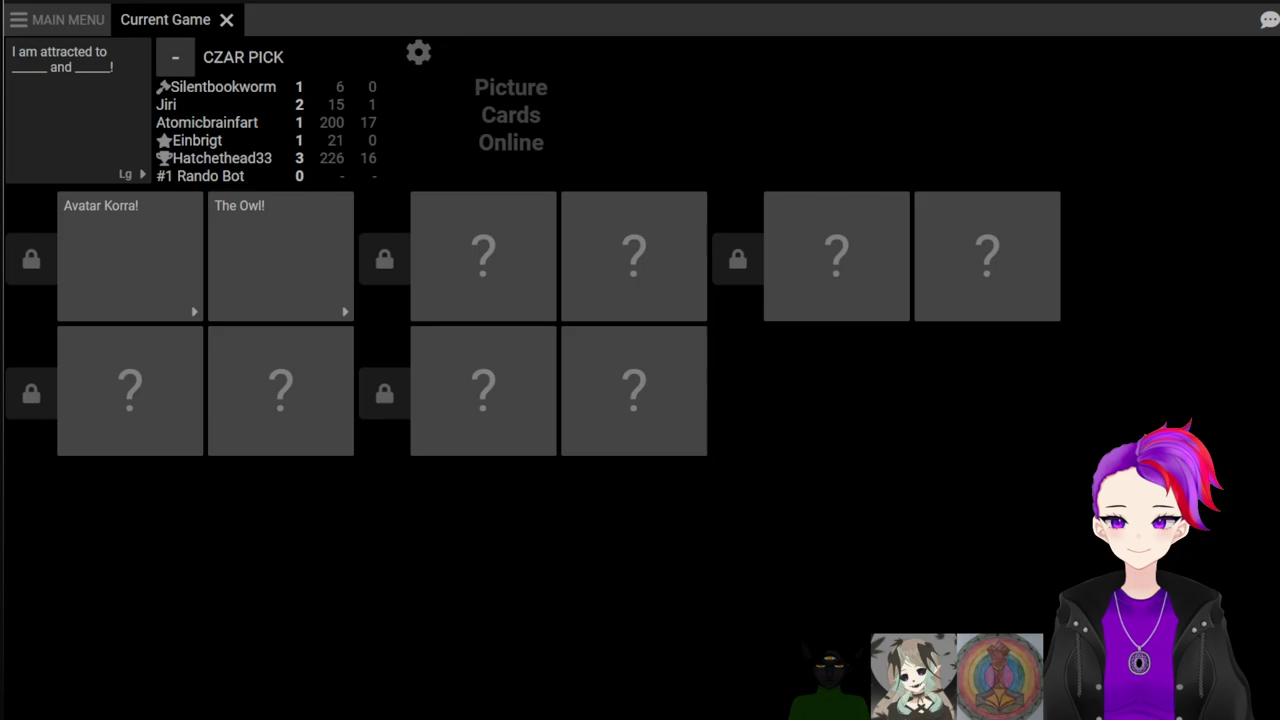 MAIN MENU
Current Game
I am attracted to
_____ and _____!
Lg
-
CZAR PICK
Silentbookworm 1 6 0
Jiri 2 15 1
Atomicbrainfart 1 200 17
Einbrigt 1 21 0
Hatchethead33 3 226 16
#1 Rando Bot 0 - -
Picture
Cards
Online
Avatar Korra!
The Owl!
? ? ? ?
? ? ? ?